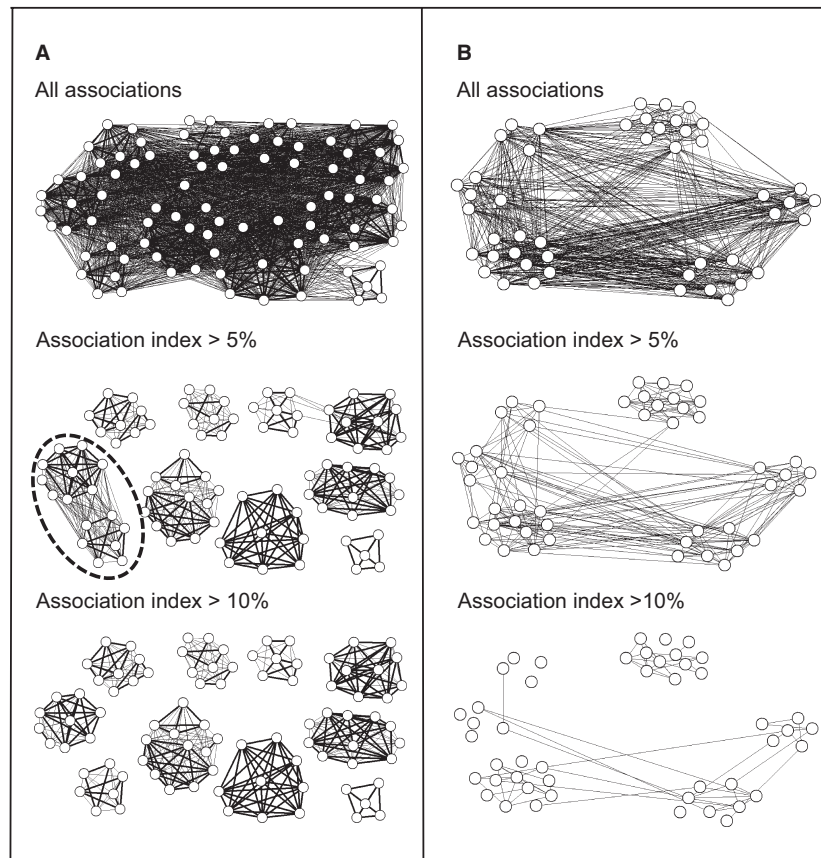 A
All associations
Association index > 5%
Association index > 10%
B
All associations
Association index > 5%
Association index >10%